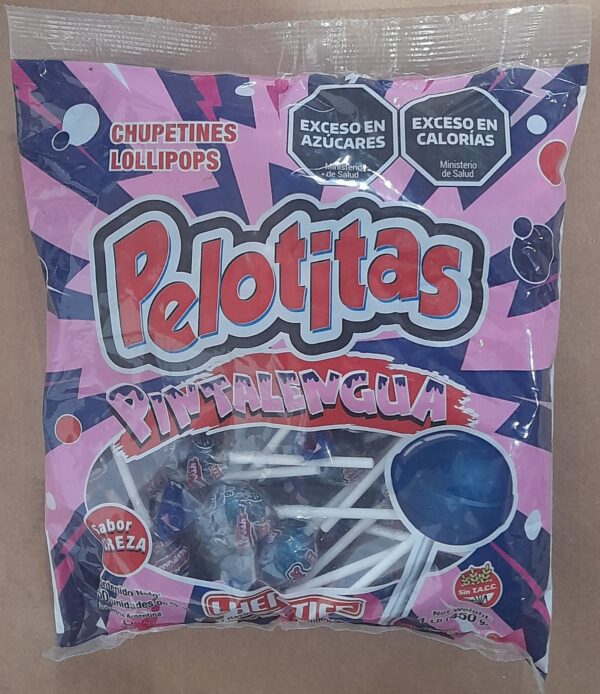 CHUPETINES
LOLLIPOPS
EXCESO EN
AZÚCARES
Ministerio
de Salud
EXCESO EN
CALORÍAS
Ministerio
de Salud
Pelotitas
PINTALENGUA
Sabor
Sin T.A.C.C.
Net Weight: